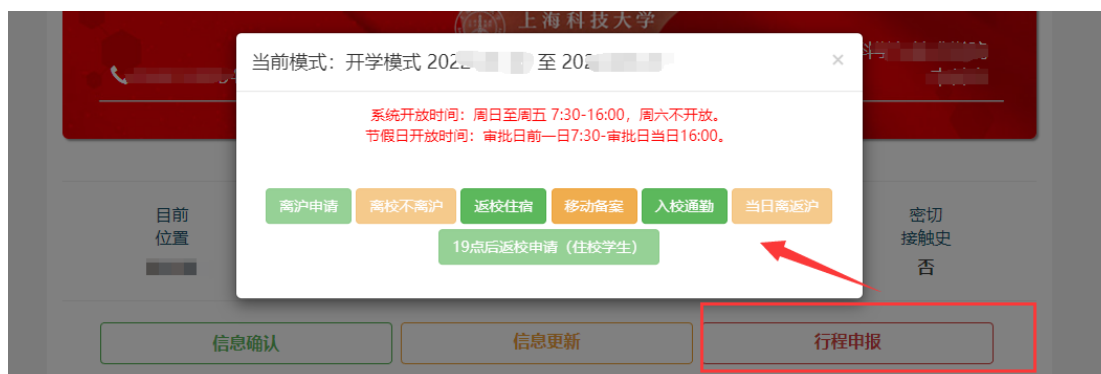 上海科技大学
当前模式：开学模式 202 至 202
×
系统开放时间：周日至周五 7:30-16:00，周六不开放。
节假日开放时间：审批日前一日7:30-审批日当日16:00。
离沪申请 离校不离沪 返校住宿 移动备案 入校通勤 当日离返沪
19点后返校申请（住校学生）
目前
位置
密切
接触史
否
信息确认 信息更新 行程申报